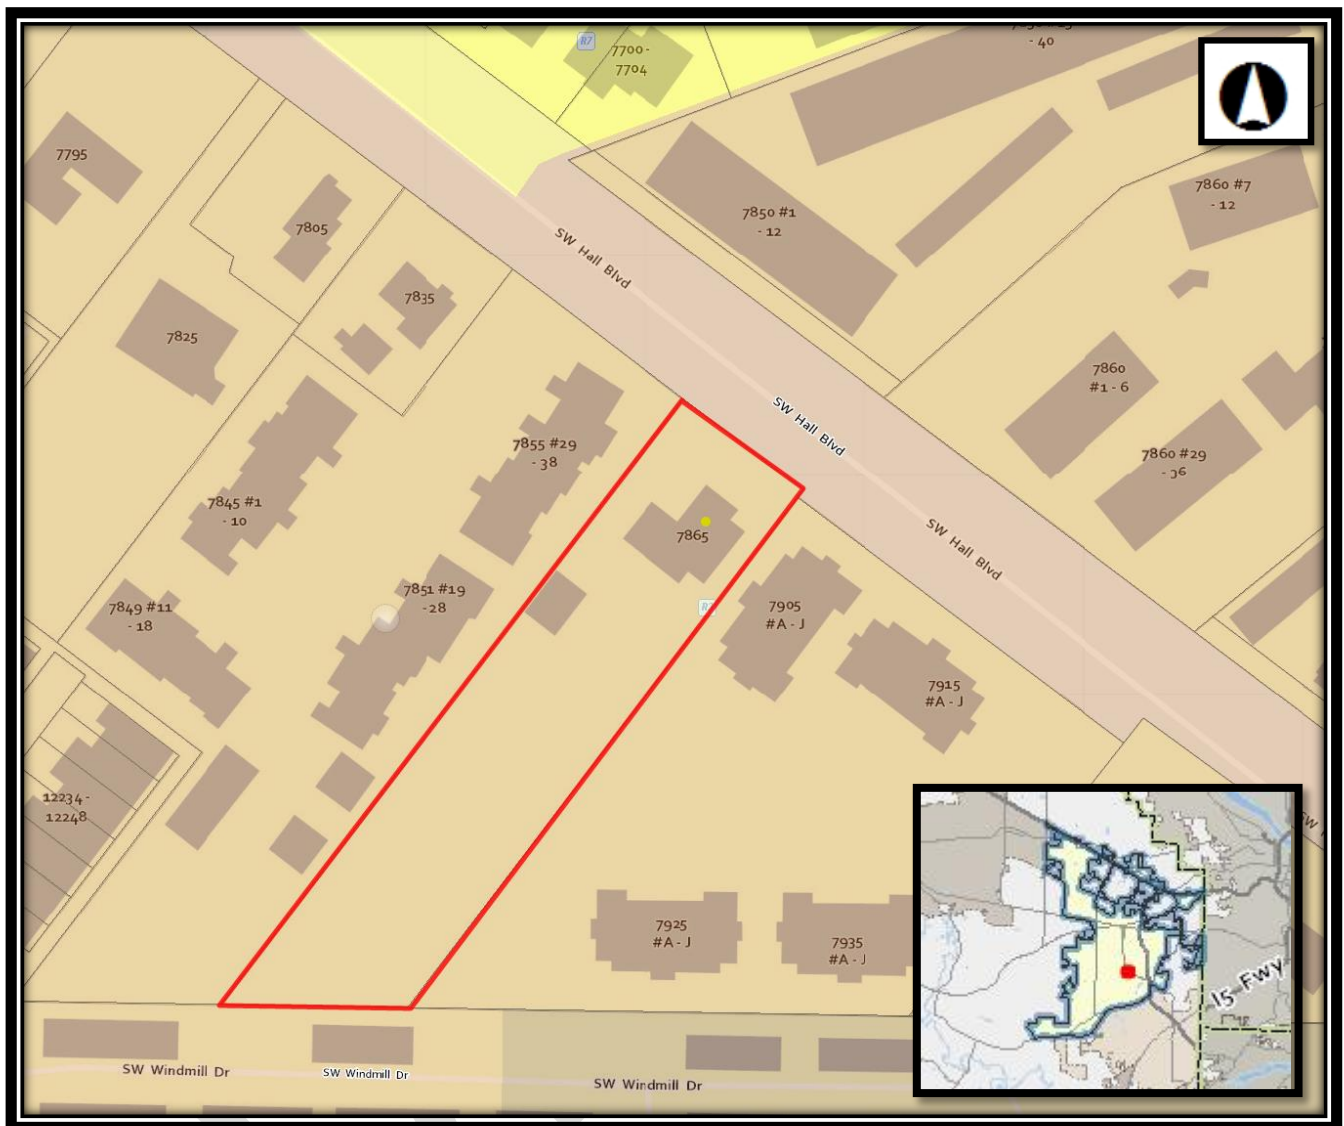 - 40
R7
7700-
7704
7795
7860 #7
- 12
7850 #1
- 12
7805
SW Hall Blvd
7835
7825
7860
#1 - 6
SW Hall Blvd
7855 #29
- 38
7860 #29
- 36
7845 #1
- 10
7865
SW Hall Blvd
7851 #19
-28
7849 #11
- 18
7905
#A - J
7915
#A - J
12234-
12248
7925
#A - J
7935
#A - J
I5 Fwy
SW Windmill Dr
SW Windmill Dr
SW Windmill Dr